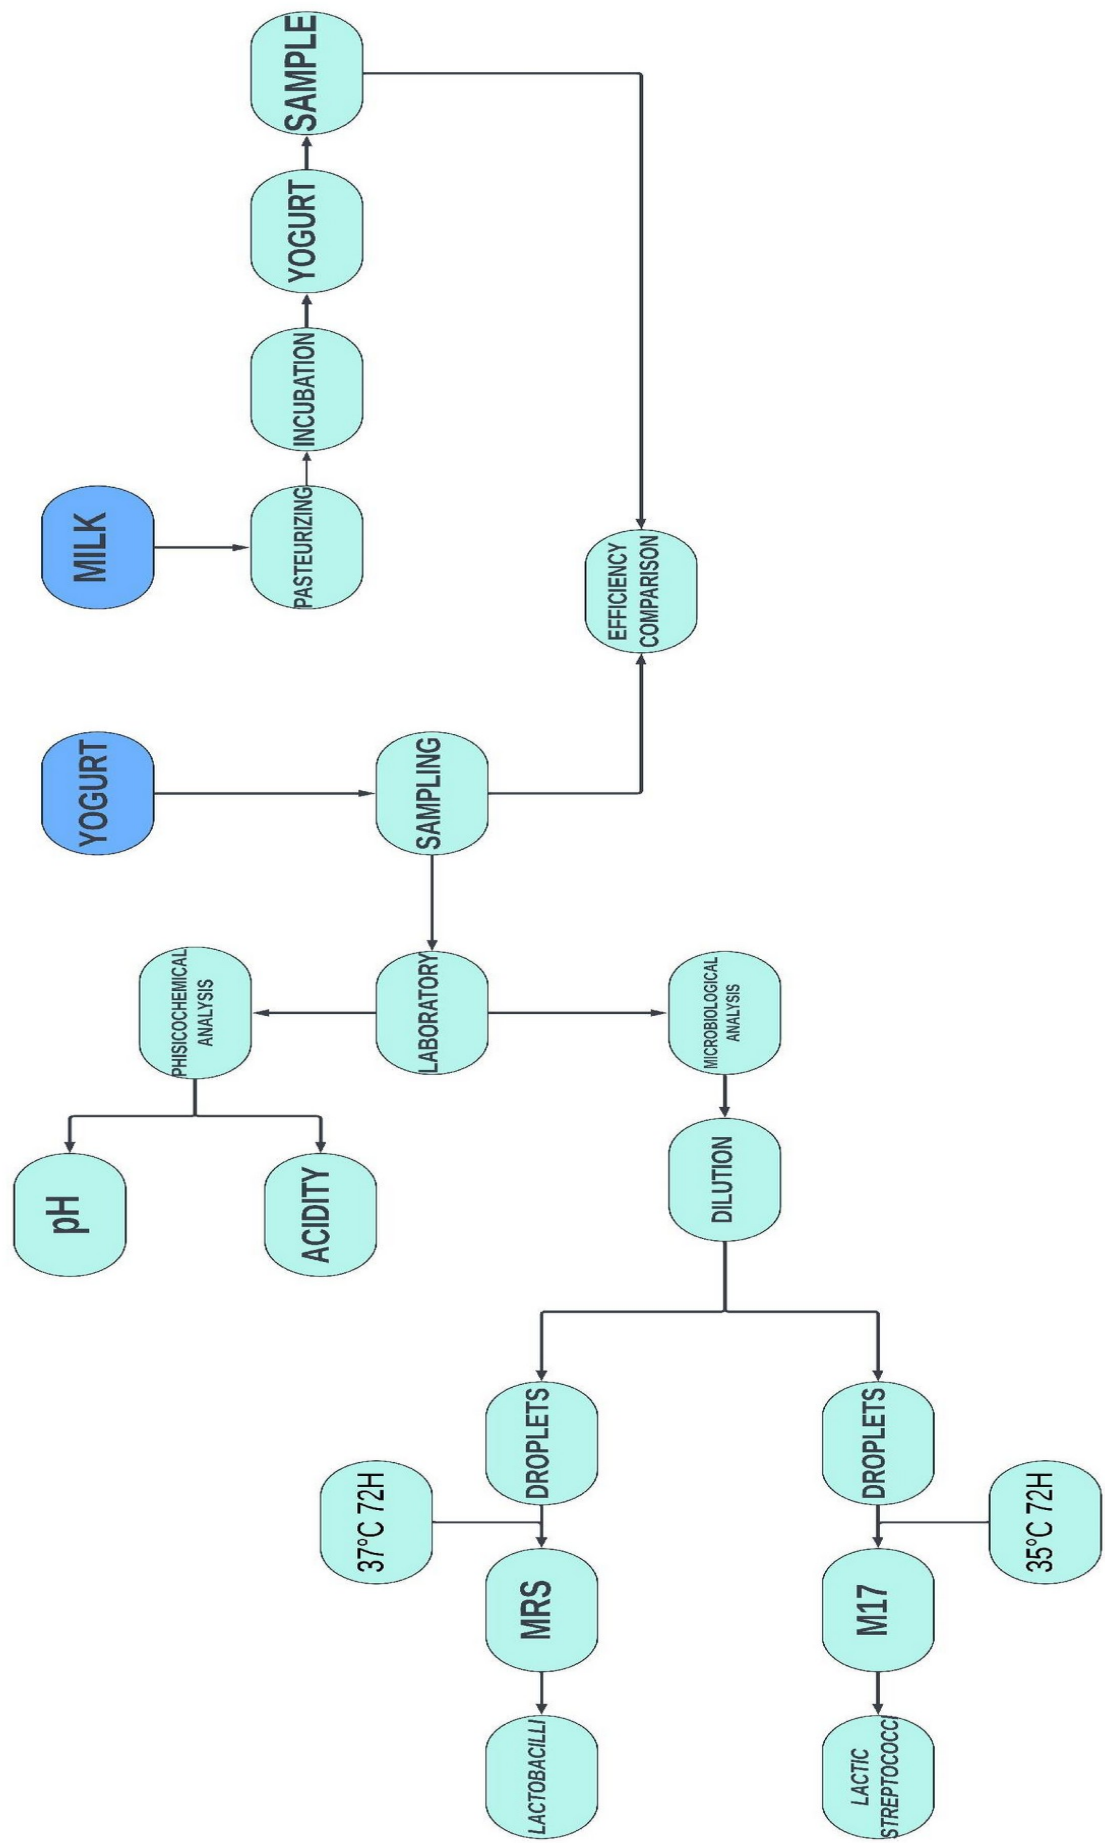 MILK
PASTEURIZING
INCUBATION
YOGURT
SAMPLE
YOGURT
SAMPLING
EFFICIENCY
COMPARISON
LABORATORY
PHISICOCHEMICAL
ANALYSIS
pH
ACIDITY
MICROBIOLOGICAL
ANALYSIS
DILUTION
DROPLETS
37°C 72H
MRS
LACTOBACILLI
DROPLETS
35°C 72H
M17
LACTIC
STREPTOCOCCI